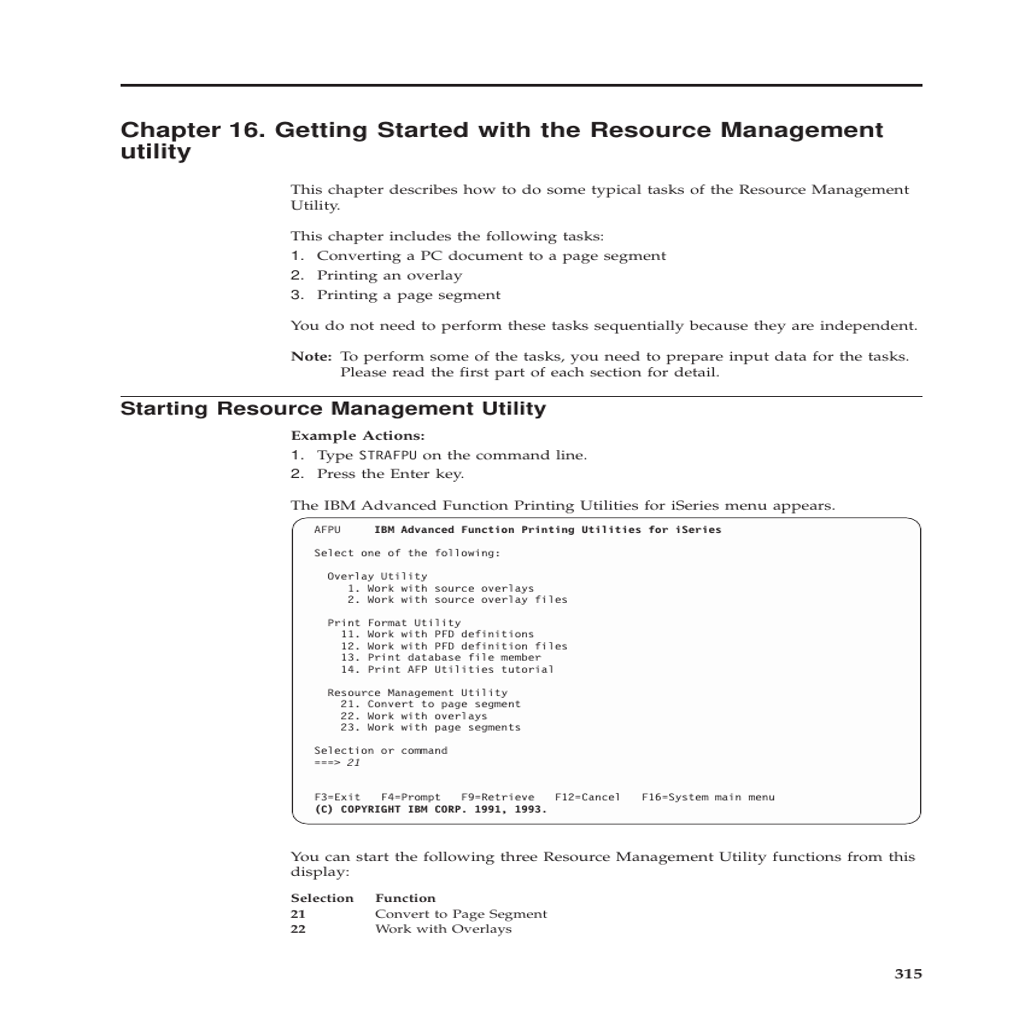 Chapter 16. Getting Started with the Resource Management
utility
This chapter describes how to do some typical tasks of the Resource Management
Utility.
This chapter includes the following tasks:
1. Converting a PC document to a page segment
2. Printing an overlay
3. Printing a page segment
You do not need to perform these tasks sequentially because they are independent.
Note: To perform some of the tasks, you need to prepare input data for the tasks.
Please read the first part of each section for detail.
Starting Resource Management Utility
Example Actions:
1. Type STRAFPU on the command line.
2. Press the Enter key.
The IBM Advanced Function Printing Utilities for iSeries menu appears.
AFPU IBM Advanced Function Printing Utilities for iSeries
Select one of the following:
Overlay Utility
1. Work with source overlays
2. Work with source overlay files
Print Format Utility
11. Work with PFD definitions
12. Work with PFD definition files
13. Print database file member
14. Print AFP Utilities tutorial
Resource Management Utility
21. Convert to page segment
22. Work with overlays
23. Work with page segments
Selection or command
===> 21
F3=Exit F4=Prompt F9=Retrieve F12=Cancel F16=System main menu
(C) COPYRIGHT IBM CORP. 1991, 1993.
You can start the following three Resource Management Utility functions from this
display:
Selection Function
21 Convert to Page Segment
22 Work with Overlays
315